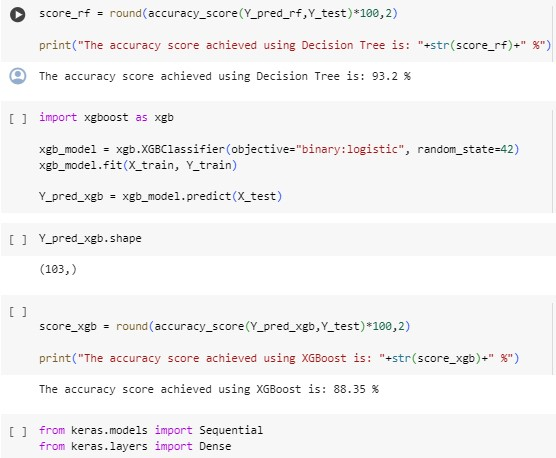 score_rf = round(accuracy_score(Y_pred_rf,Y_test)*100,2)
print("The accuracy score achieved using Decision Tree is: "+str(score_rf)+" %")
The accuracy score achieved using Decision Tree is: 93.2 %
[ ] import xgboost as xgb
xgb_model = xgb.XGBClassifier(objective="binary:logistic", random_state=42)
xgb_model.fit(X_train, Y_train)
Y_pred_xgb = xgb_model.predict(X_test)
[ ] Y_pred_xgb.shape
(103,)
[ ]
score_xgb = round(accuracy_score(Y_pred_xgb,Y_test)*100,2)
print("The accuracy score achieved using XGBoost is: "+str(score_xgb)+" %")
The accuracy score achieved using XGBoost is: 88.35 %
[ ] from keras.models import Sequential
from keras.layers import Dense